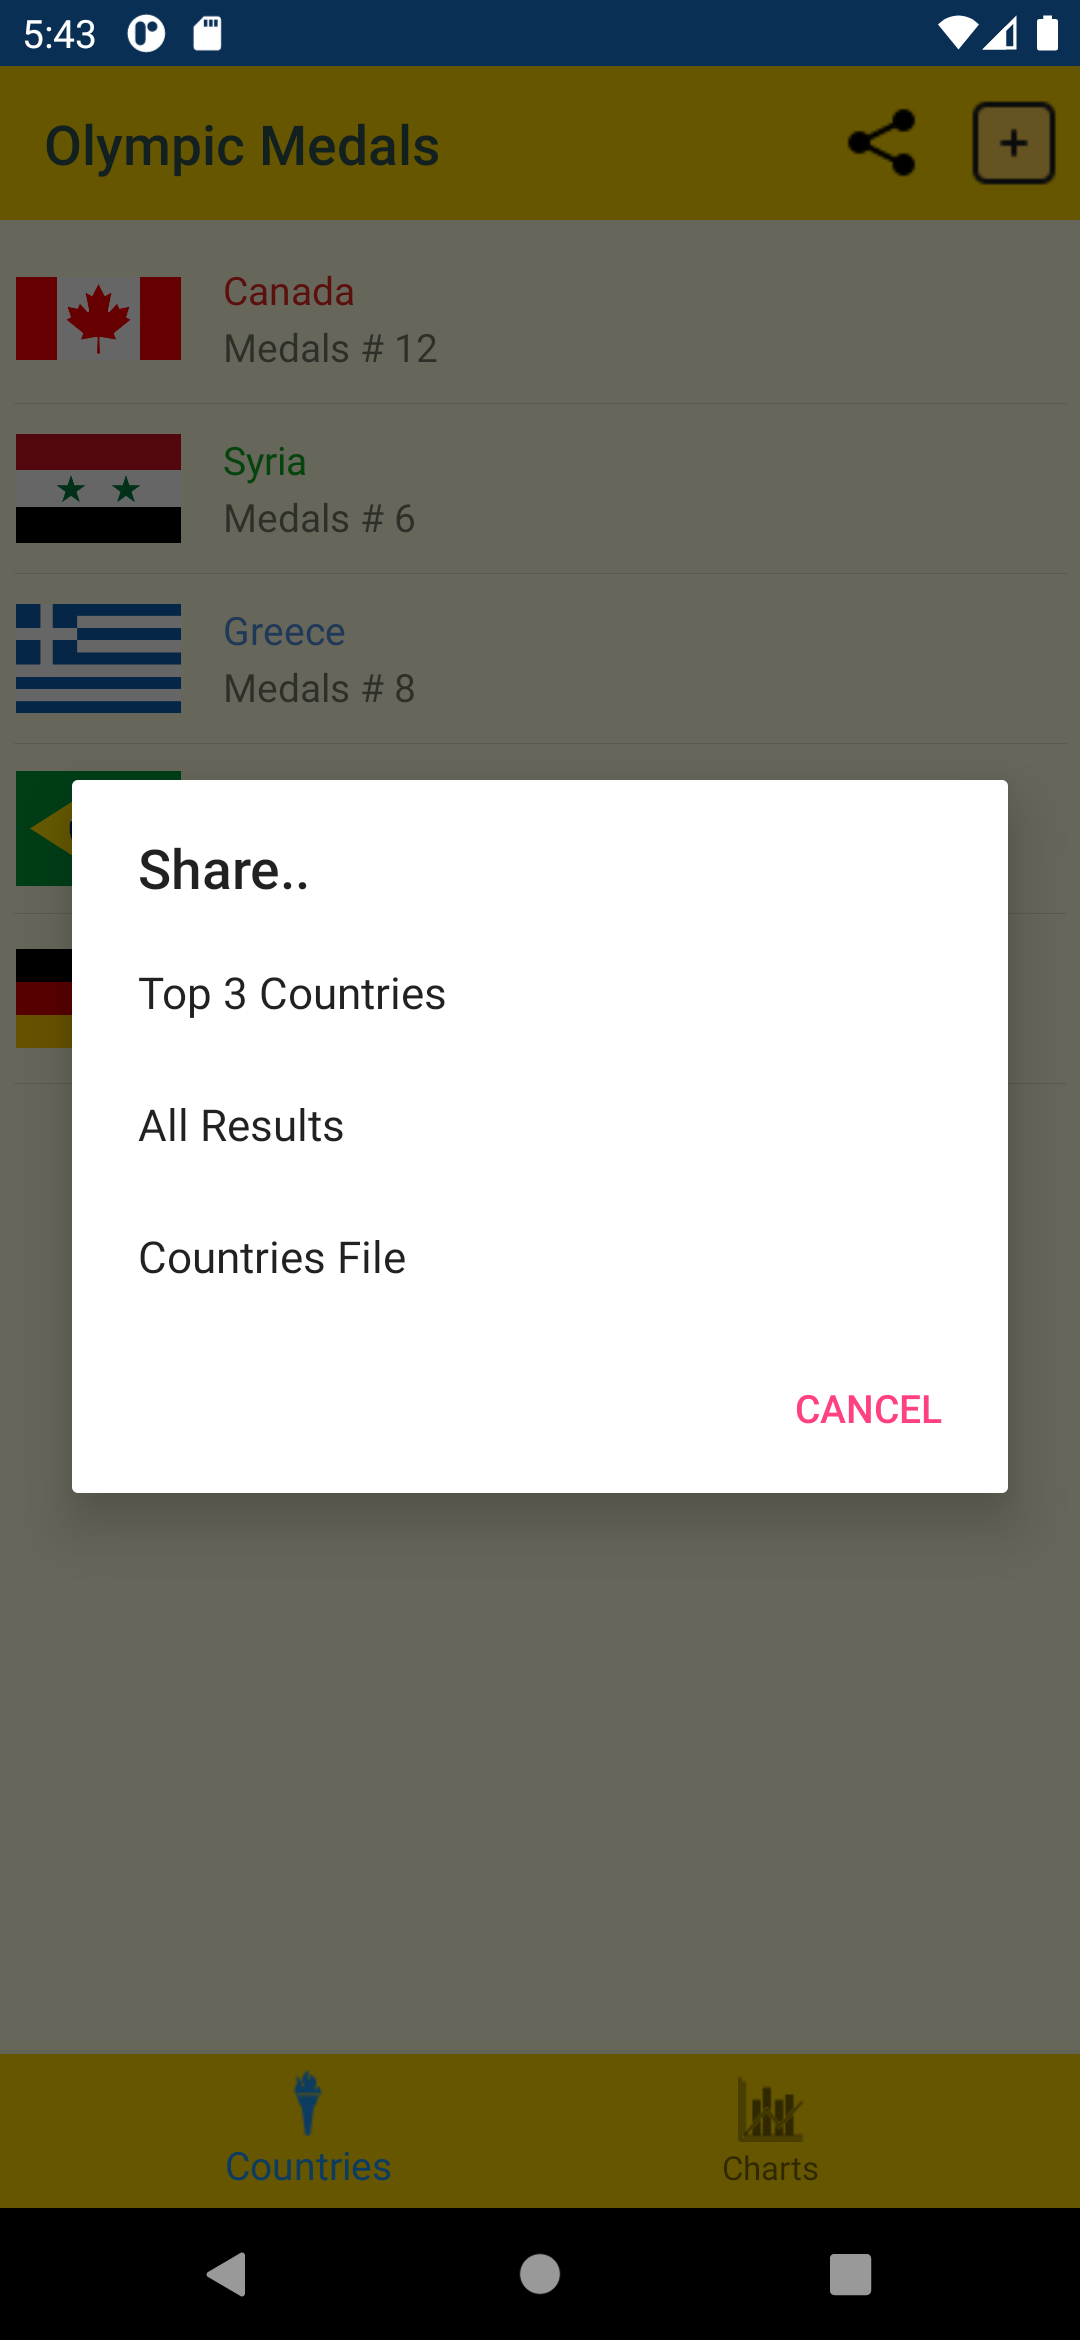 5:43
Olympic Medals
Canada
Medals # 12
Syria
Medals # 6
Greece
Medals # 8
Share..
Top 3 Countries
All Results
Countries File
CANCEL
Countries
Charts